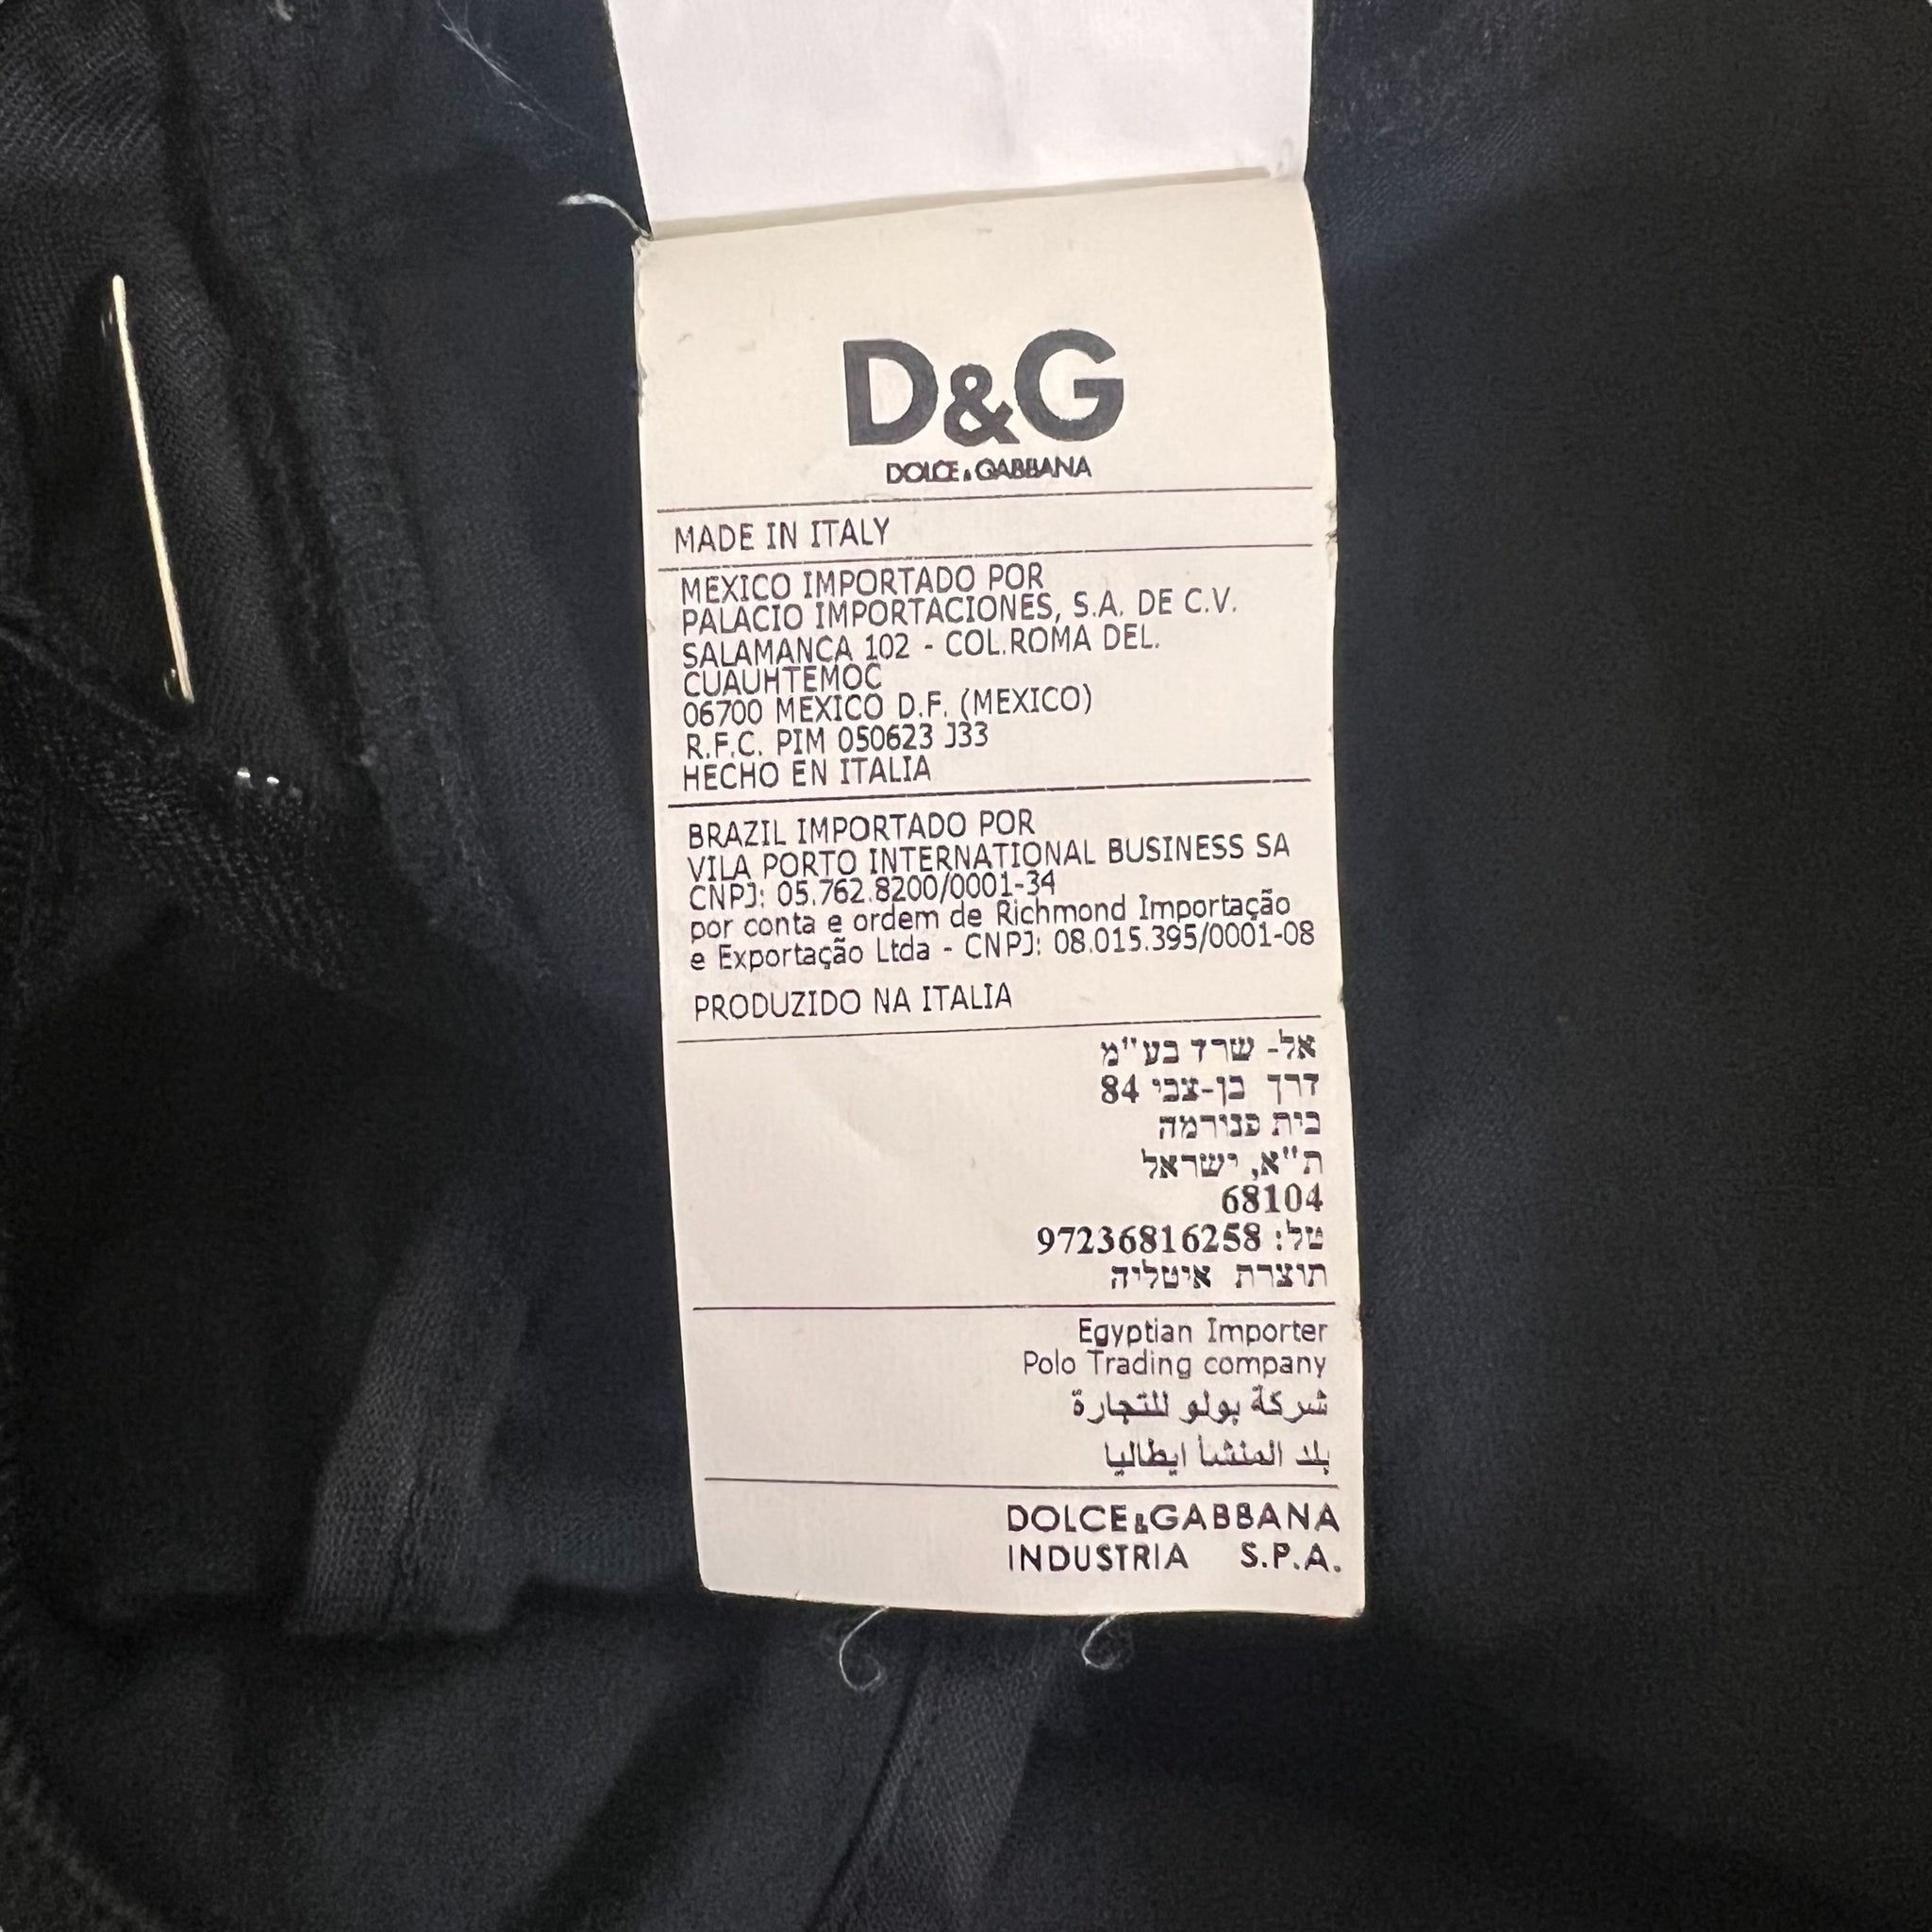 D&G
DOLCE & GABBANA
MADE IN ITALY
MEXICO IMPORTADO POR
PALACIO IMPORTACIONES, S.A. DE C.V.
SALAMANCA 102 - COL.ROMA DEL.
CUAUHTEMOC
06700 MEXICO D.F. (MEXICO)
R.F.C. PIM 050623 J33
HECHO EN ITALIA
BRAZIL IMPORTADO POR
VILA PORTO INTERNATIONAL BUSINESS SA
CNPJ: 05.762.8200/0001-34
por conta e ordem de Richmond Importação
e Exportação Ltda - CNPJ: 08.015.395/0001-08
PRODUZIDO NA ITALIA
אל- שרד בע"מ
דרך בן-צבי 84
בית פנורמה
ת"א, ישראל
68104
טל: 97236816258
תוצרת איטליה
Egyptian Importer
Polo Trading company
شركة بولو للتجارة
بلد المنشأ ايطاليا
DOLCE&GABBANA
INDUSTRIA S.P.A.